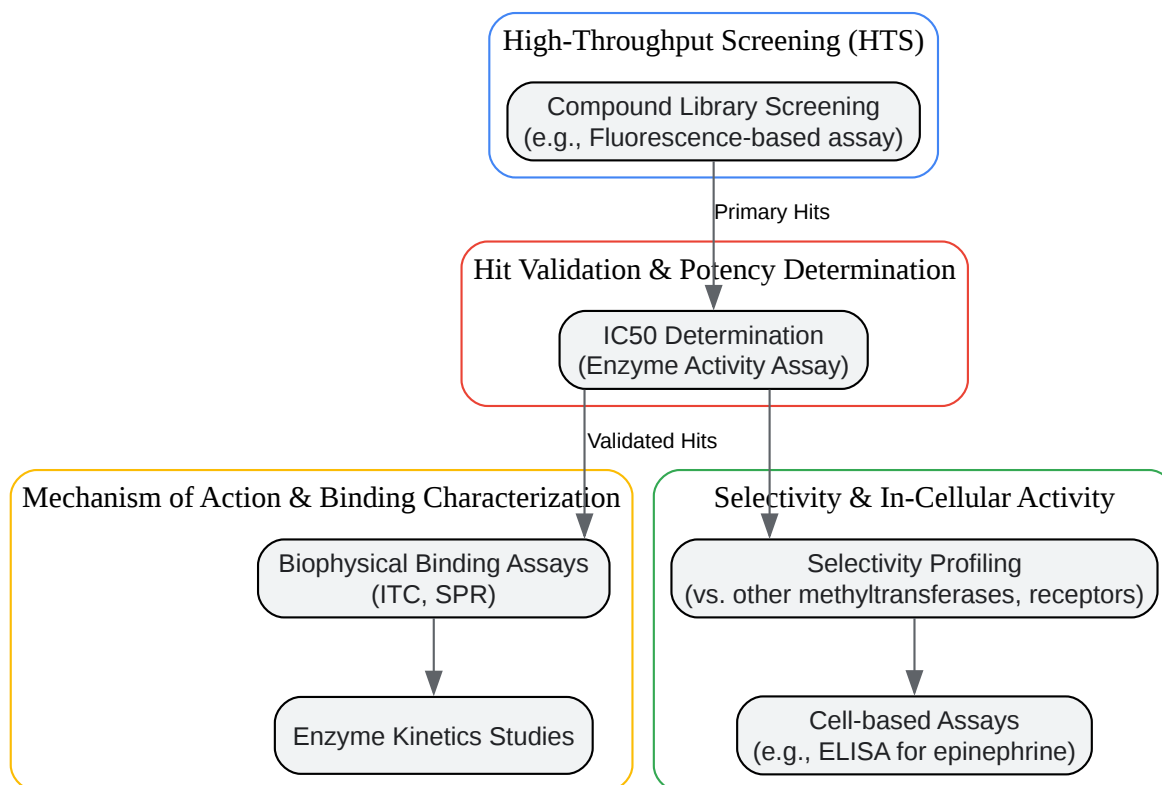 High-Throughput Screening (HTS)
Compound Library Screening
(e.g., Fluorescence-based assay)
Primary Hits
Hit Validation & Potency Determination
IC50 Determination
(Enzyme Activity Assay)
Validated Hits
Mechanism of Action & Binding Characterization
Biophysical Binding Assays
(ITC, SPR)
Enzyme Kinetics Studies
Selectivity & In-Cellular Activity
Selectivity Profiling
(vs. other methyltransferases, receptors)
Cell-based Assays
(e.g., ELISA for epinephrine)